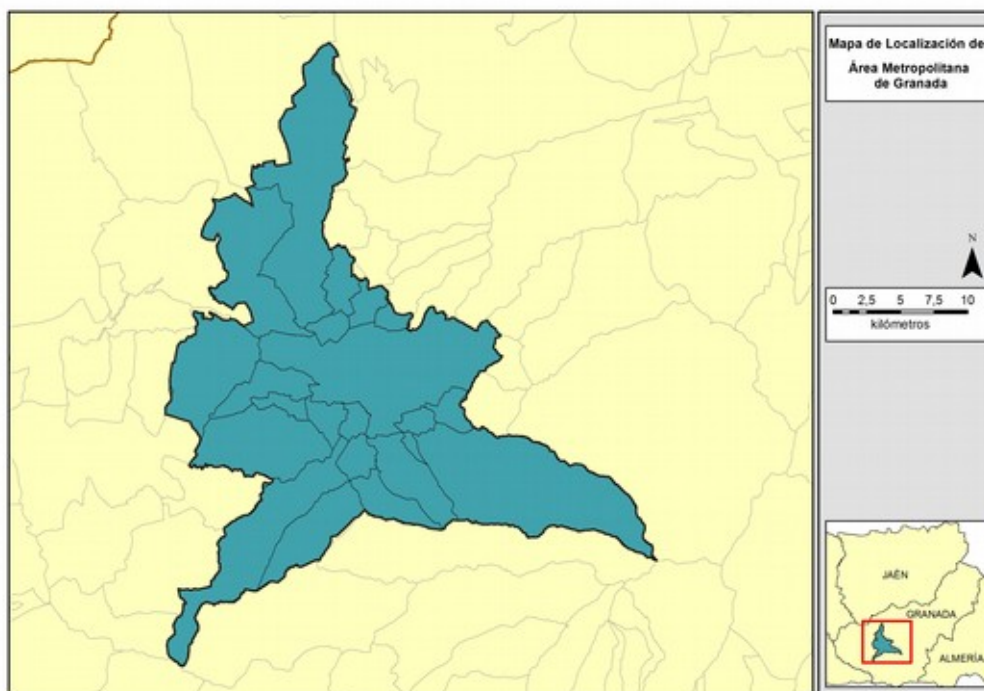 Mapa de Localización de
Área Metropolitana
de Granada
N
0 2,5 5 7,5 10
kilómetros
JAÉN
GRANADA
ALMERÍA